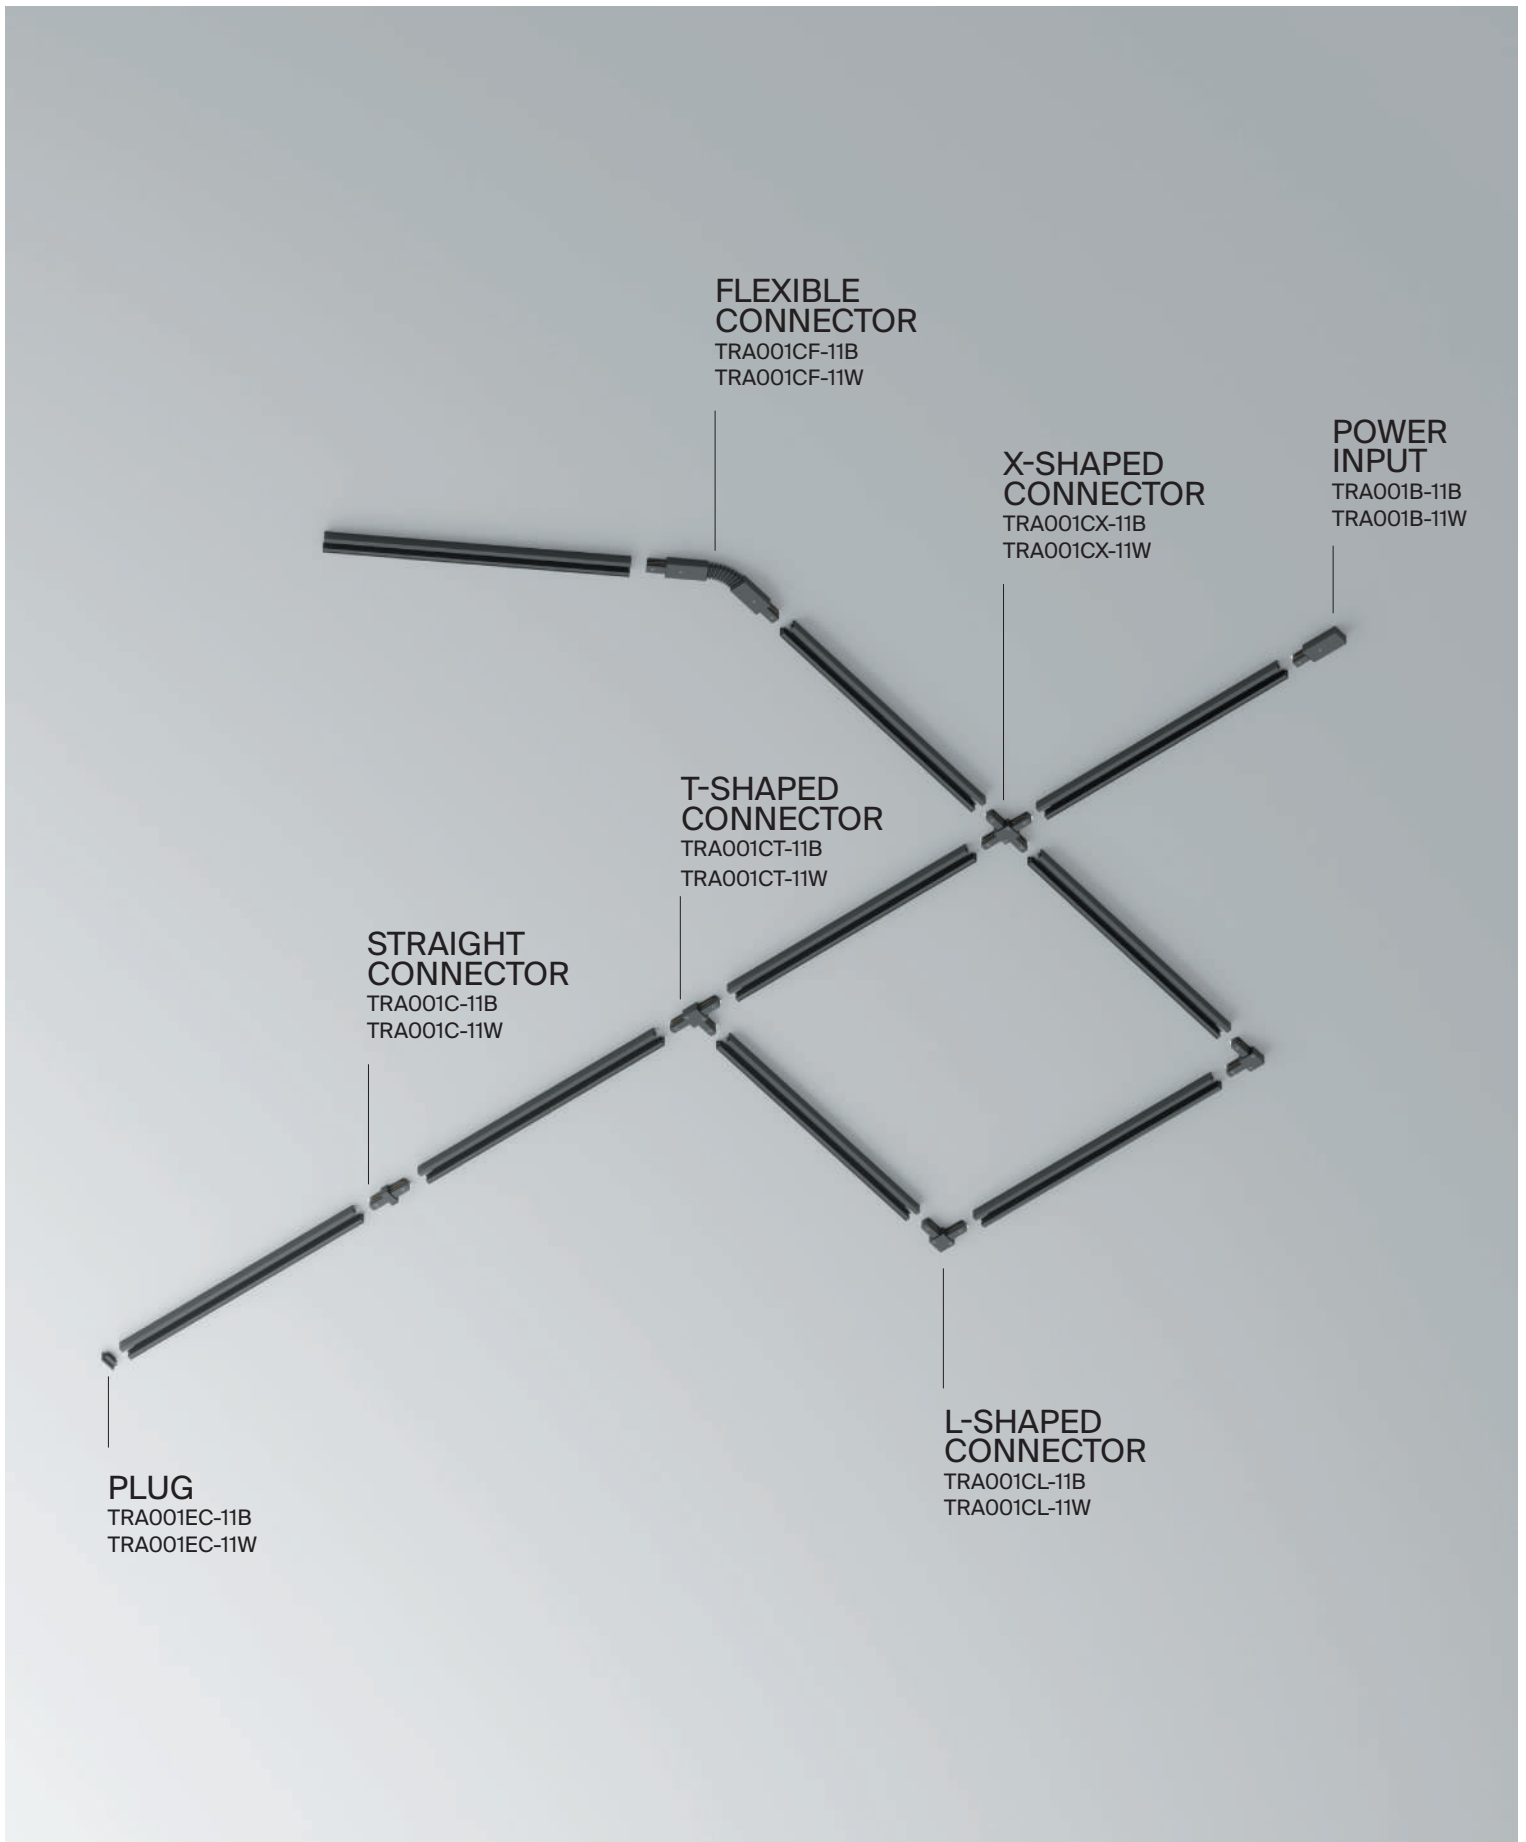 FLEXIBLE
CONNECTOR
TRA001CF-11B
TRA001CF-11W
POWER
INPUT
TRA001B-11B
TRA001B-11W
X-SHAPED
CONNECTOR
TRA001CX-11B
TRA001CX-11W
T-SHAPED
CONNECTOR
TRA001CT-11B
TRA001CT-11W
STRAIGHT
CONNECTOR
TRA001C-11B
TRA001C-11W
L-SHAPED
CONNECTOR
TRA001CL-11B
TRA001CL-11W
PLUG
TRA001EC-11B
TRA001EC-11W